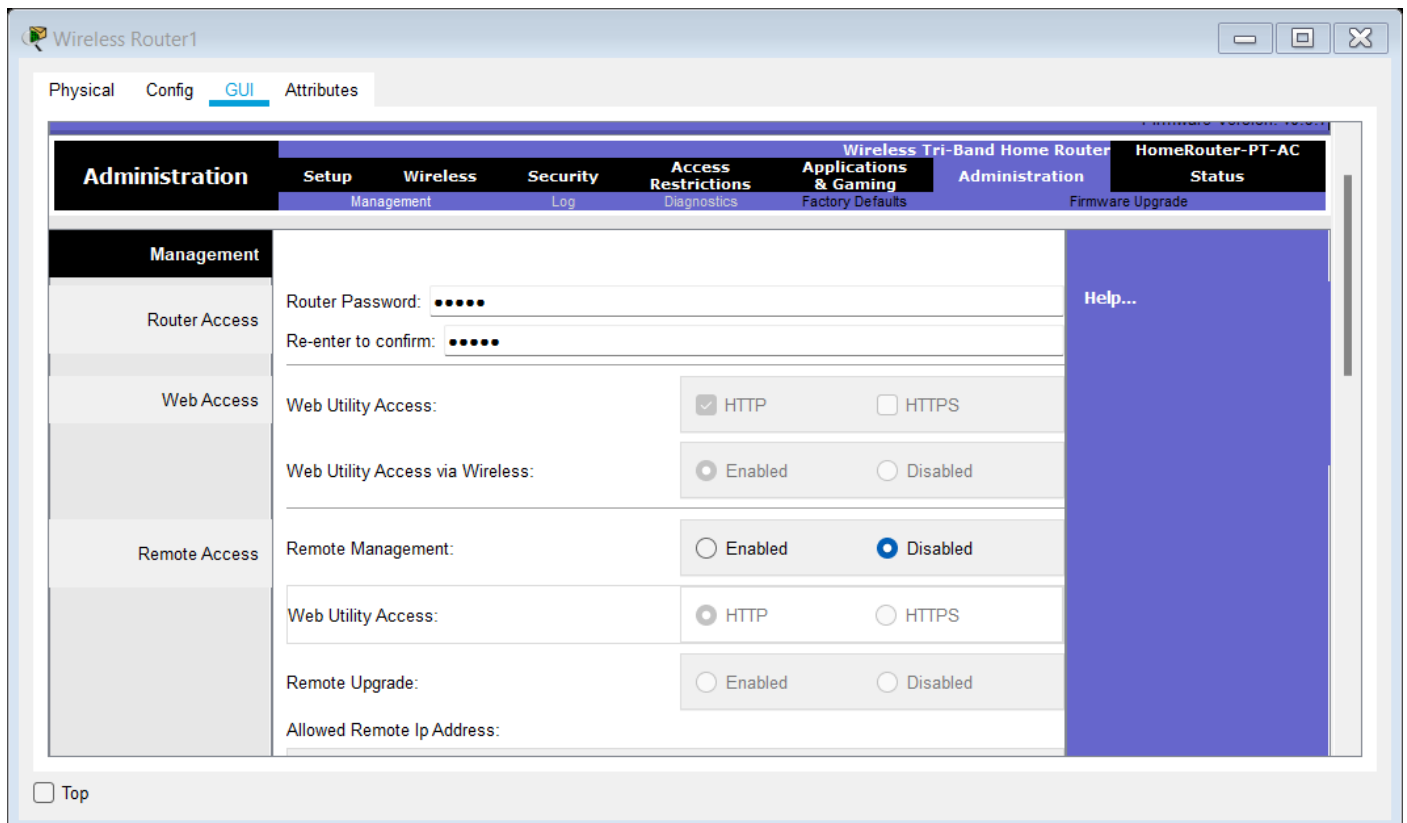 Wireless Router1
Physical Config GUI Attributes
Wireless Tri-Band Home Router HomeRouter-PT-AC
Administration Setup Wireless Security Access Restrictions Applications & Gaming Administration Status
Management Log Diagnostics Factory Defaults Firmware Upgrade
Management
Router Access
Router Password: •••••
Help...
Re-enter to confirm: •••••
Web Access
Web Utility Access: HTTP HTTPS
Web Utility Access via Wireless: Enabled Disabled
Remote Access
Remote Management: Enabled Disabled
Web Utility Access: HTTP HTTPS
Remote Upgrade: Enabled Disabled
Allowed Remote Ip Address:
Top